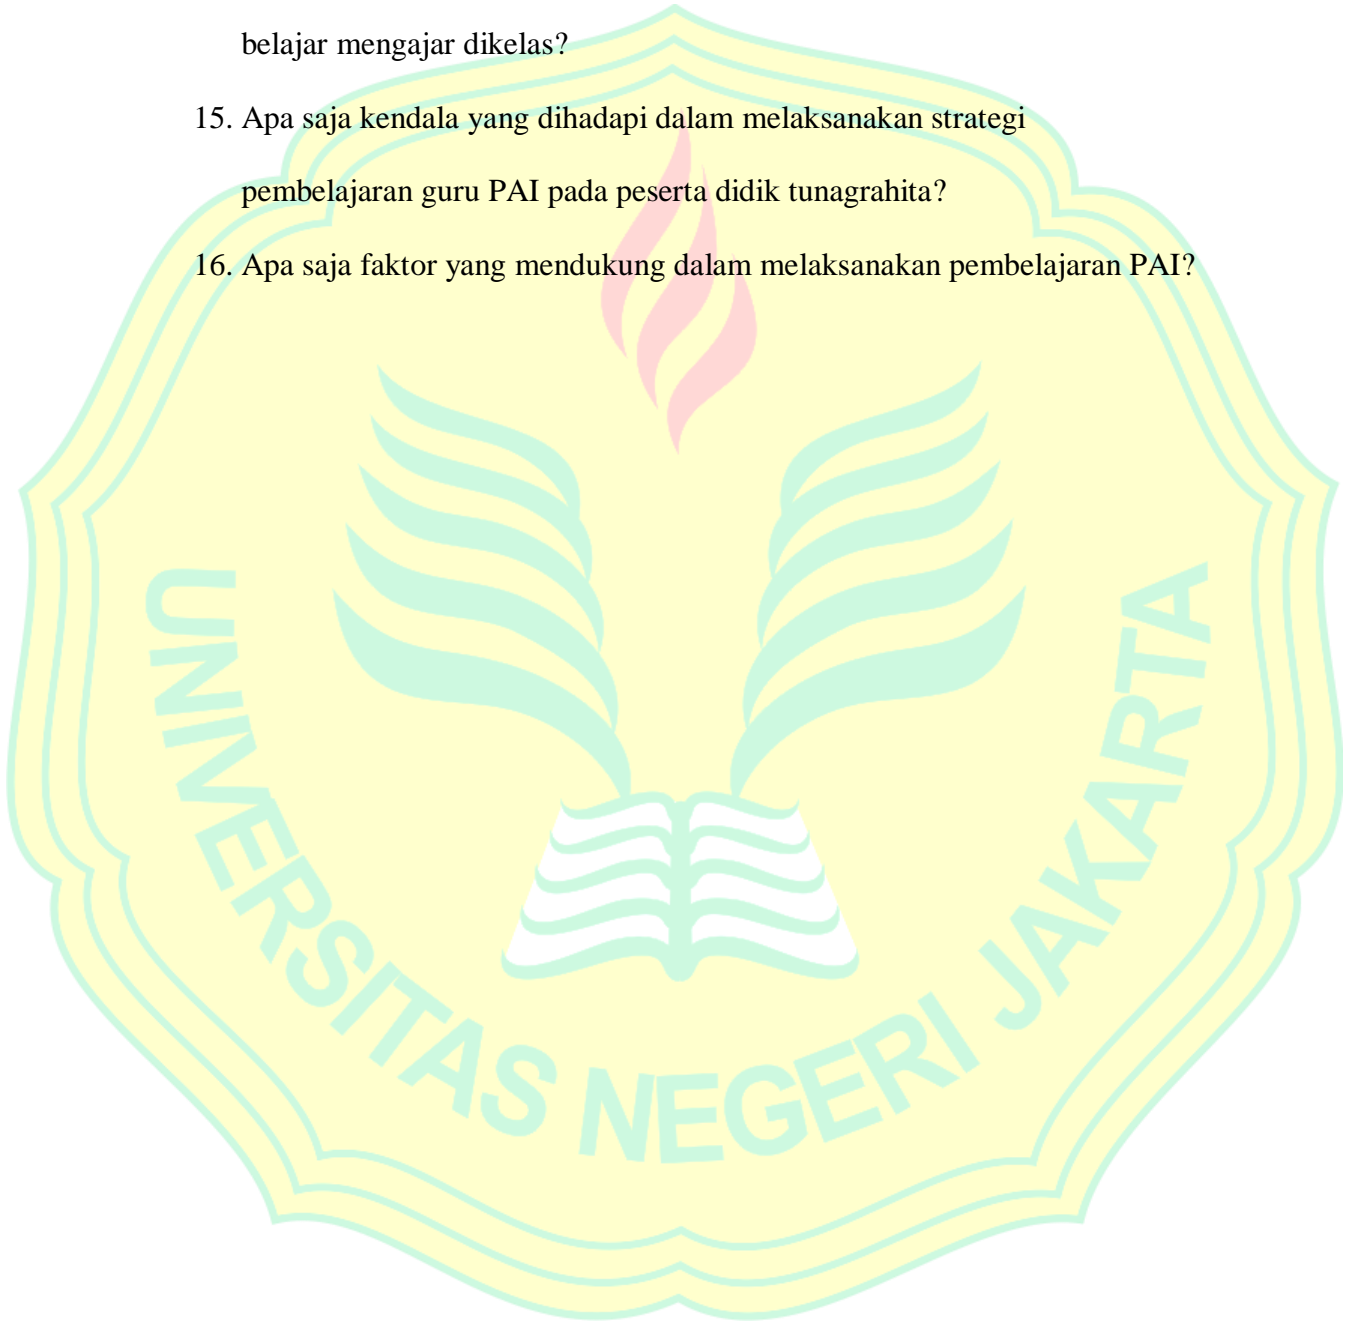 belajar mengajar dikelas?
15. Apa saja kendala yang dihadapi dalam melaksanakan strategi
pembelajaran guru PAI pada peserta didik tunagrahita?
16. Apa saja faktor yang mendukung dalam melaksanakan pembelajaran PAI?
UNIVERSITAS NEGERI JAKARTA